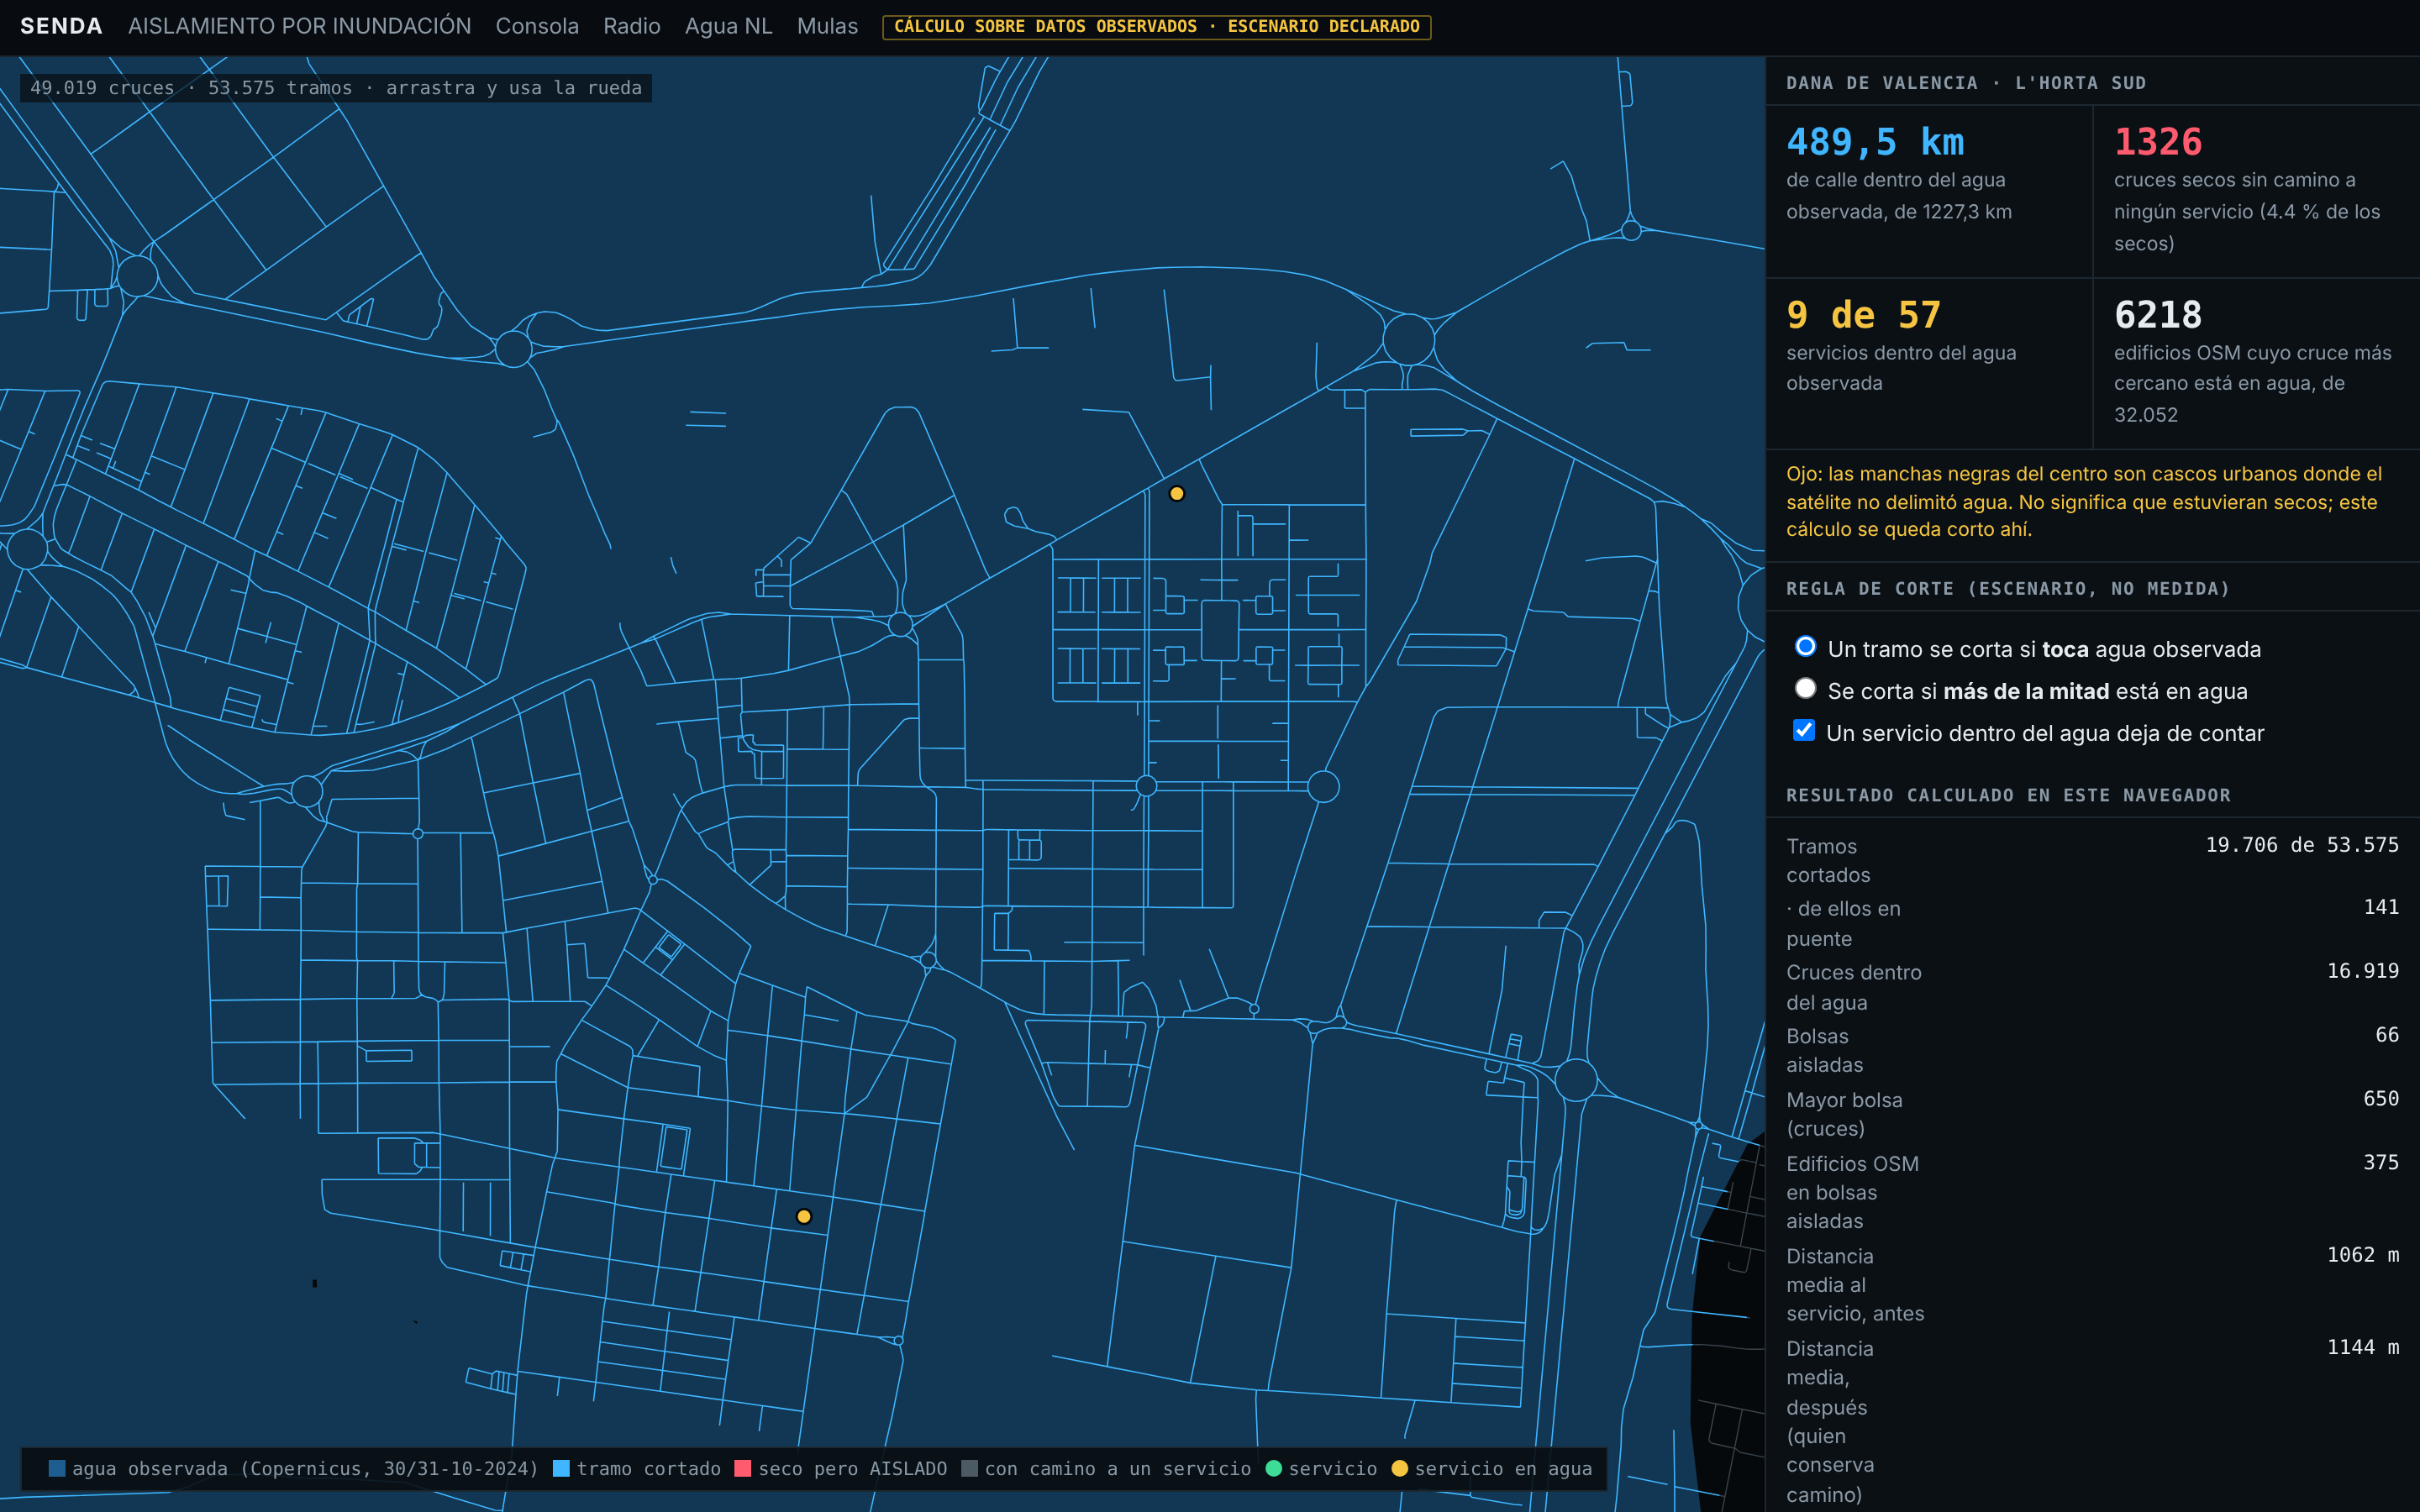 SENDA AISLAMIENTO POR INUNDACIÓN Consola Radio Agua NL Mulas CÁLCULO SOBRE DATOS OBSERVADOS · ESCENARIO DECLARADO
49.019 cruces · 53.575 tramos · arrastra y usa la rueda
DANA DE VALENCIA · L'HORTA SUD
489,5 km
de calle dentro del agua
observada, de 1227,3 km
1326
cruces secos sin camino a
ningún servicio (4.4 % de los
secos)
9 de 57
servicios dentro del agua
observada
6218
edificios OSM cuyo cruce más
cercano está en agua, de
32.052
Ojo: las manchas negras del centro son cascos urbanos donde el
satélite no delimitó agua. No significa que estuvieran secos; este
cálculo se queda corto ahí.
REGLA DE CORTE (ESCENARIO, NO MEDIDA)
Un tramo se corta si toca agua observada
Se corta si más de la mitad está en agua
Un servicio dentro del agua deja de contar
RESULTADO CALCULADO EN ESTE NAVEGADOR
Tramos 19.706 de 53.575
cortados
· de ellos en 141
puente
Cruces dentro 16.919
del agua
Bolsas 66
aisladas
Mayor bolsa 650
(cruces)
Edificios OSM 375
en bolsas
aisladas
Distancia 1062 m
media al
servicio, antes
Distancia 1144 m
media,
después
(quien
conserva
camino)
agua observada (Copernicus, 30/31-10-2024) tramo cortado seco pero AISLADO con camino a un servicio servicio servicio en agua